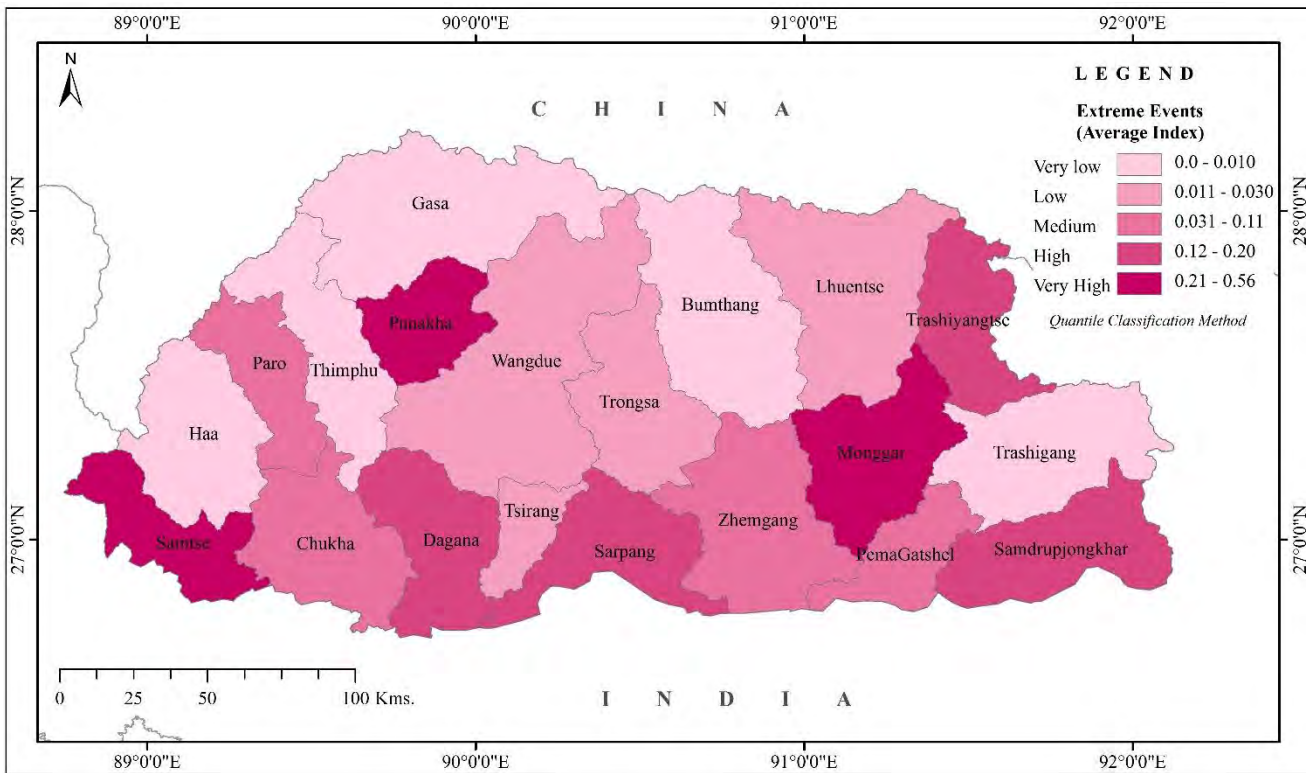 89°0'0"E 90°0'0"E 91°0'0"E 92°0'0"E
N
C H I N A
L E G E N D
Extreme Events
(Average Index)
Very low 0.0 - 0.010
Low 0.011 - 0.030
Medium 0.031 - 0.11
High 0.12 - 0.20
Very High 0.21 - 0.56
Quantile Classification Method
28°0'0"N 28°0'0"N
Gasa
Bumthang
Lhuentse
Punakha
Trashiyangtse
Paro
Thimphu
Wangdue
Trongsa
Haa
Monggar
Trashigang
Tsirang
Zhemgang
27°0'0"N 27°0'0"N
Samtse
Chukha
Dagana
Sarpang
PemaGatshel
Samdrupjongkhar
0 25 50 100 Kms.
I N D I A
89°0'0"E 90°0'0"E 91°0'0"E 92°0'0"E